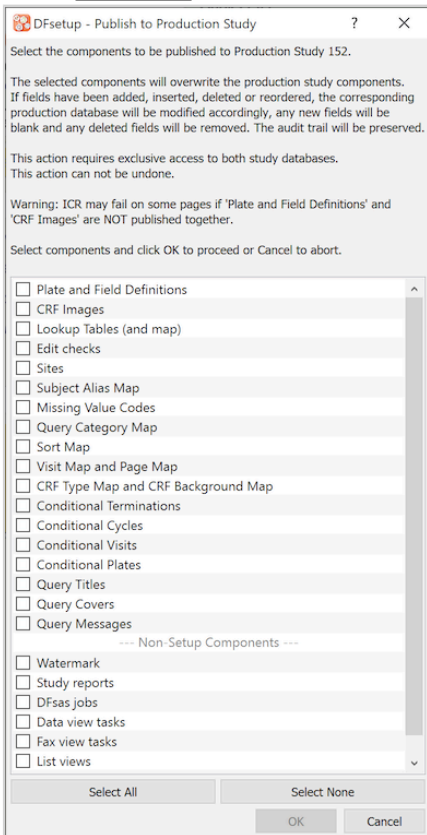 DFsetup - Publish to Production Study ? ×
Select the components to be published to Production Study 152.
The selected components will overwrite the production study components.
If fields have been added, inserted, deleted or reordered, the corresponding
production database will be modified accordingly, any new fields will be
blank and any deleted fields will be removed. The audit trail will be preserved.
This action requires exclusive access to both study databases.
This action can not be undone.
Warning: ICR may fail on some pages if 'Plate and Field Definitions' and
'CRF Images' are NOT published together.
Select components and click OK to proceed or Cancel to abort.
Plate and Field Definitions
CRF Images
Lookup Tables (and map)
Edit checks
Sites
Subject Alias Map
Missing Value Codes
Query Category Map
Sort Map
Visit Map and Page Map
CRF Type Map and CRF Background Map
Conditional Terminations
Conditional Cycles
Conditional Visits
Conditional Plates
Query Titles
Query Covers
Query Messages
--- Non-Setup Components ---
Watermark
Study reports
DFsas jobs
Data view tasks
Fax view tasks
List views
Select All Select None
OK Cancel